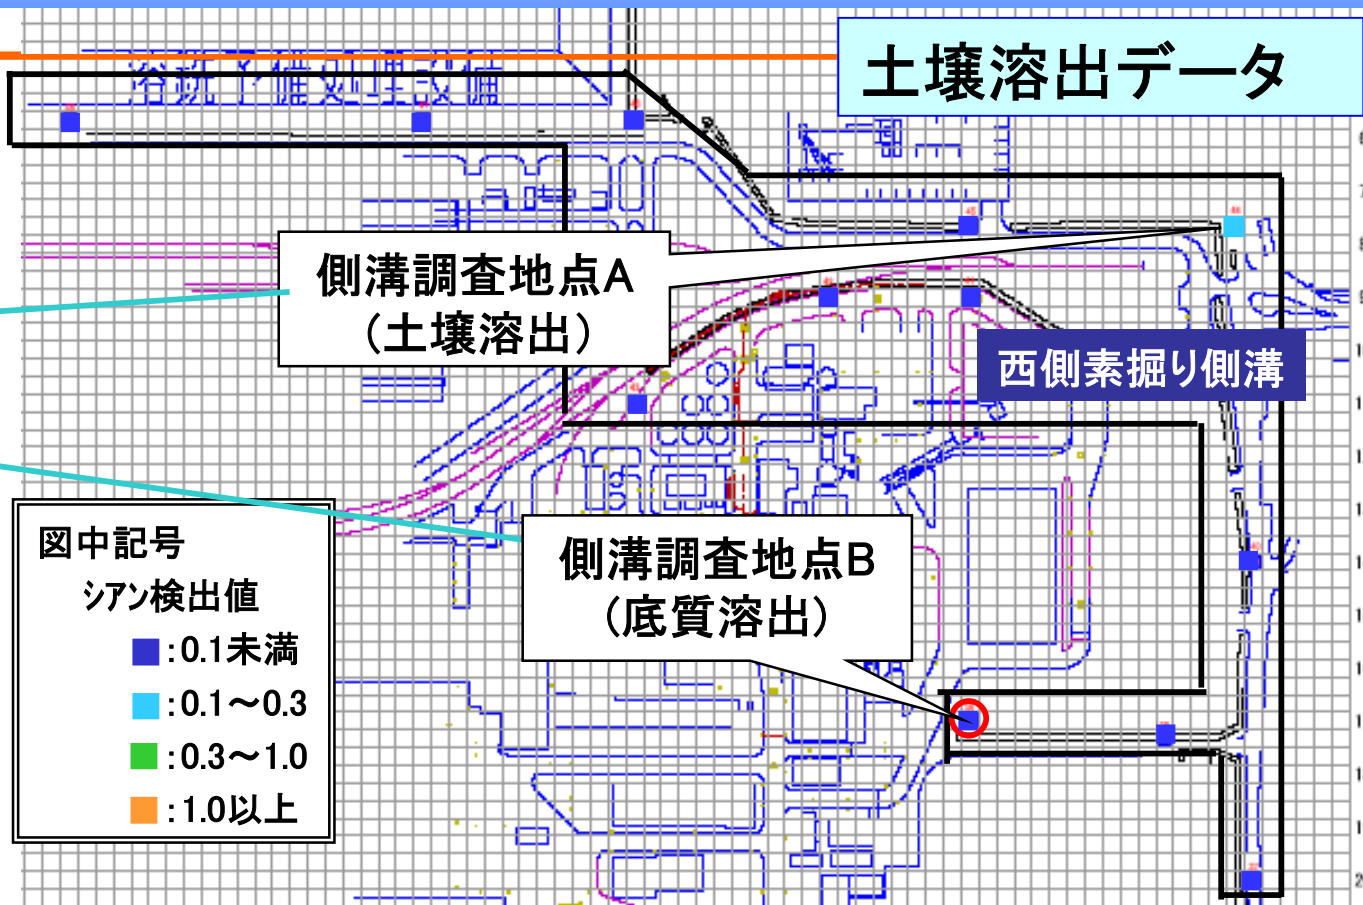 土壌溶出データ
側溝調査地点A
(土壌溶出)
西側素掘り側溝
側溝調査地点B
(底質溶出)
図中記号
シアン検出値
:0.1未満
:0.1～0.3
:0.3～1.0
:1.0以上